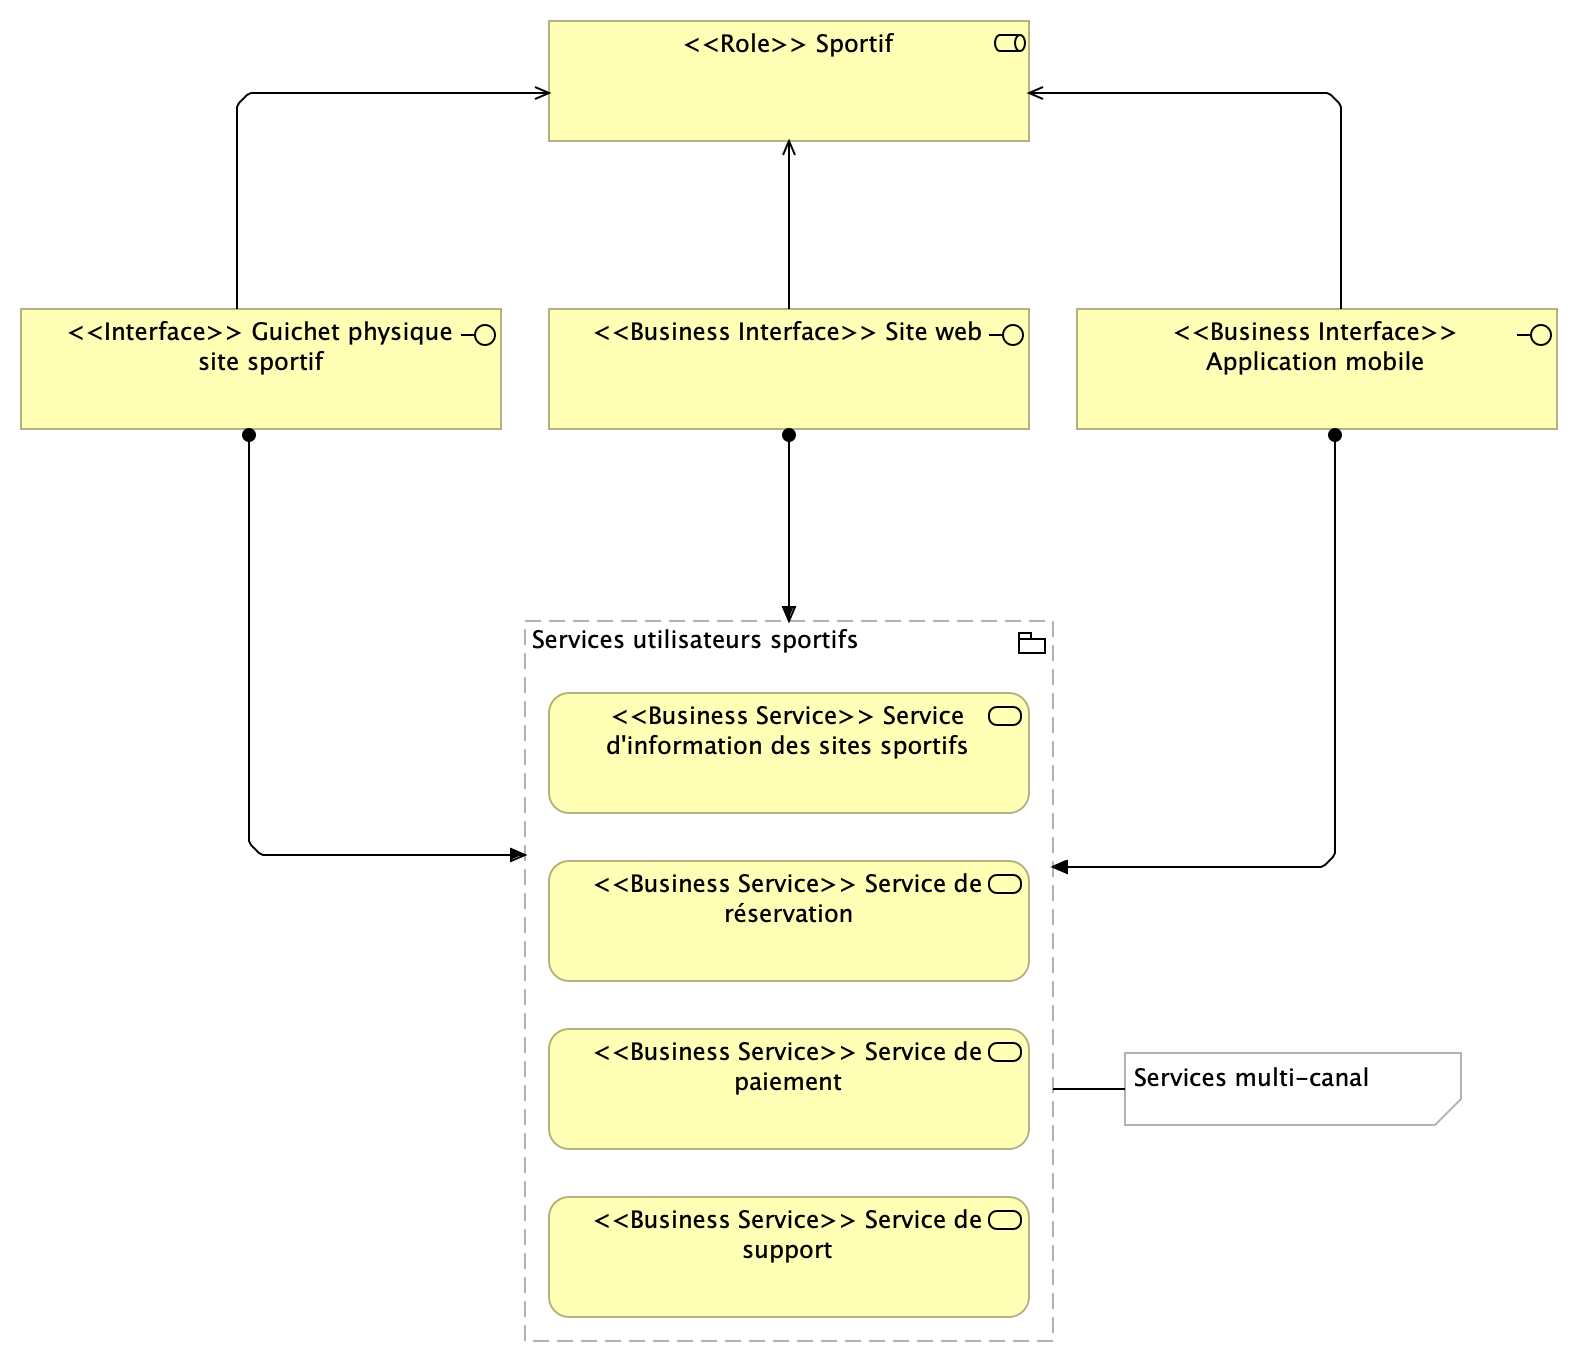 <<Role>> Sportif
<<Interface>> Guichet physique
site sportif
<<Business Interface>> Site web
<<Business Interface>>
Application mobile
Services utilisateurs sportifs
<<Business Service>> Service
d'information des sites sportifs
<<Business Service>> Service de
réservation
<<Business Service>> Service de
paiement
Services multi-canal
<<Business Service>> Service de
support